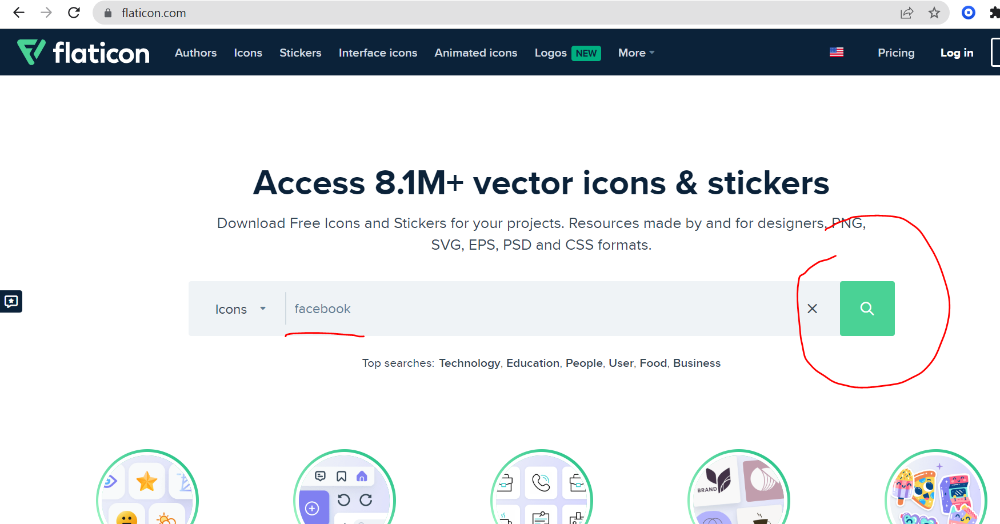 flaticon.com
flaticon Authors Icons Stickers Interface icons Animated icons Logos NEW More Pricing Log in
Access 8.1M+ vector icons & stickers
Download Free Icons and Stickers for your projects. Resources made by and for designers. PNG,
SVG, EPS, PSD and CSS formats.
Icons facebook
Top searches: Technology, Education, People, User, Food, Business
BRAND